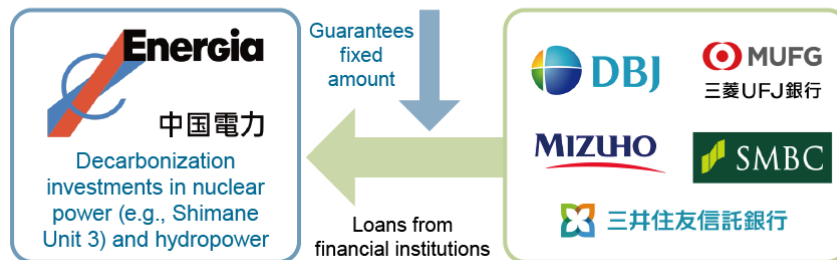 Energia
中国電力
Decarbonization
investments in nuclear
power (e.g., Shimane
Unit 3) and hydropower
Guarantees
fixed
amount
Loans from
financial institutions
DBJ
MUFG
三菱UFJ銀行
MIZUHO
SMBC
三井住友信託銀行